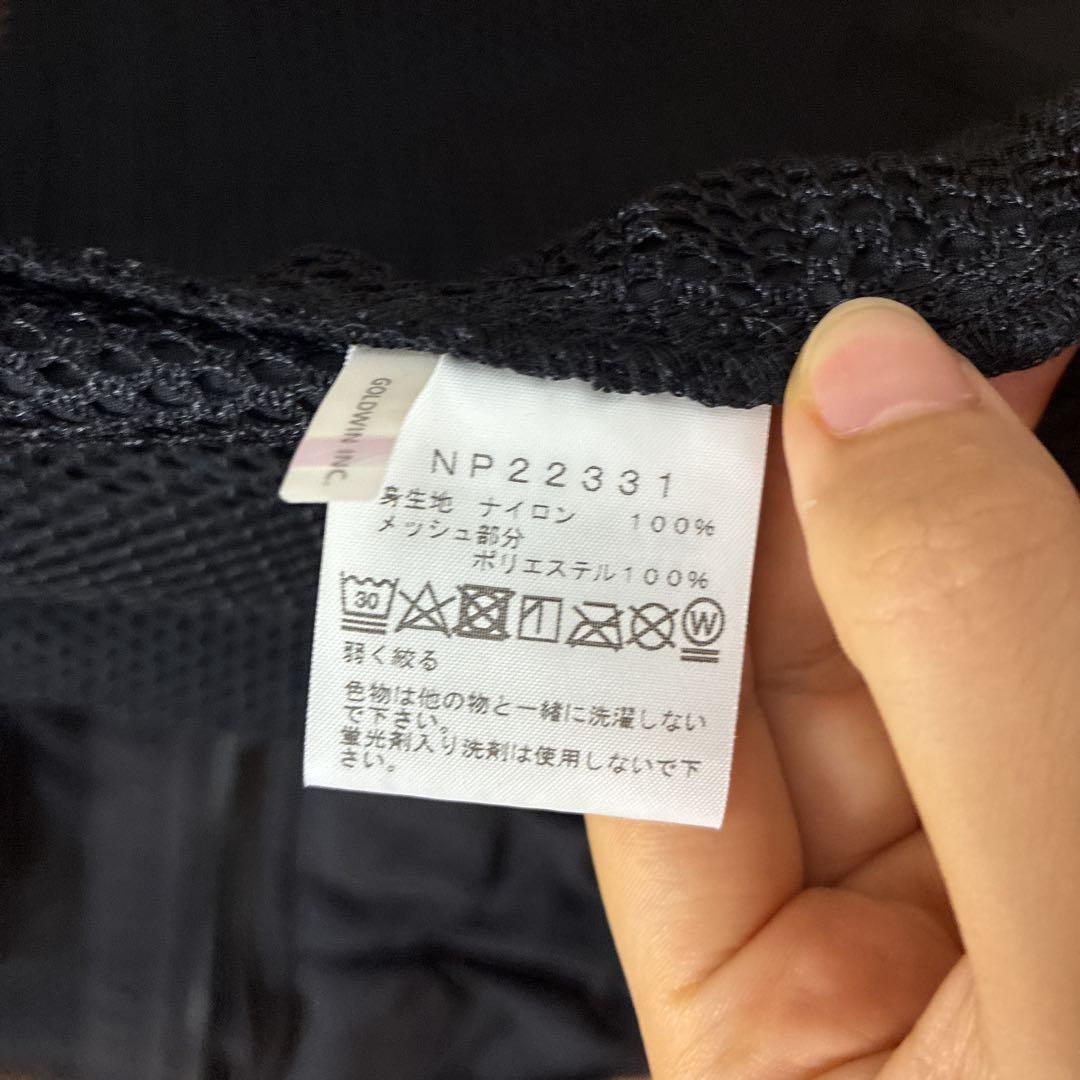 GOLDWIN INC.
NP22331
身生地 ナイロン 100%
メッシュ部分
ポリエステル100%
30
W
弱く絞る
色物は他の物と一緒に洗濯しない
で下さい。
蛍光剤入り洗剤は使用しないで下
さい。